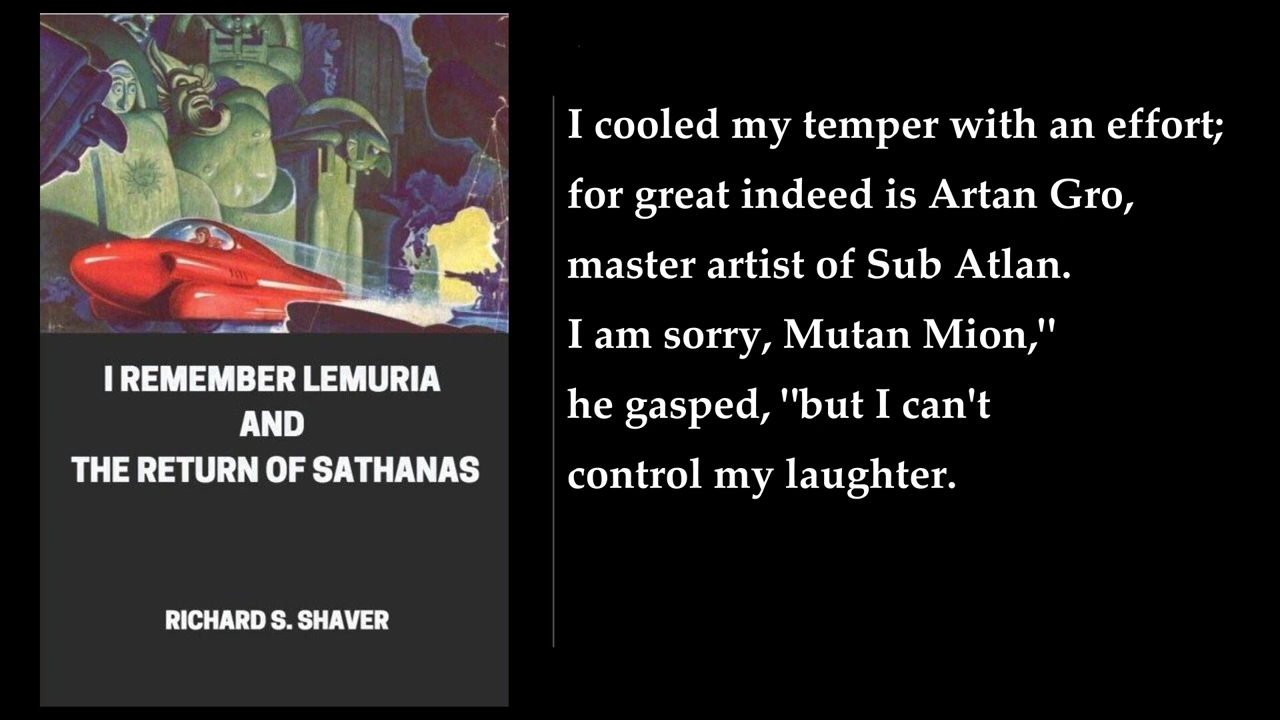 I REMEMBER LEMURIA
AND
THE RETURN OF SATHANAS
RICHARD S. SHAVER
I cooled my temper with an effort;
for great indeed is Artan Gro,
master artist of Sub Atlan.
I am sorry, Mutan Mion,"
he gasped, "but I can't
control my laughter.